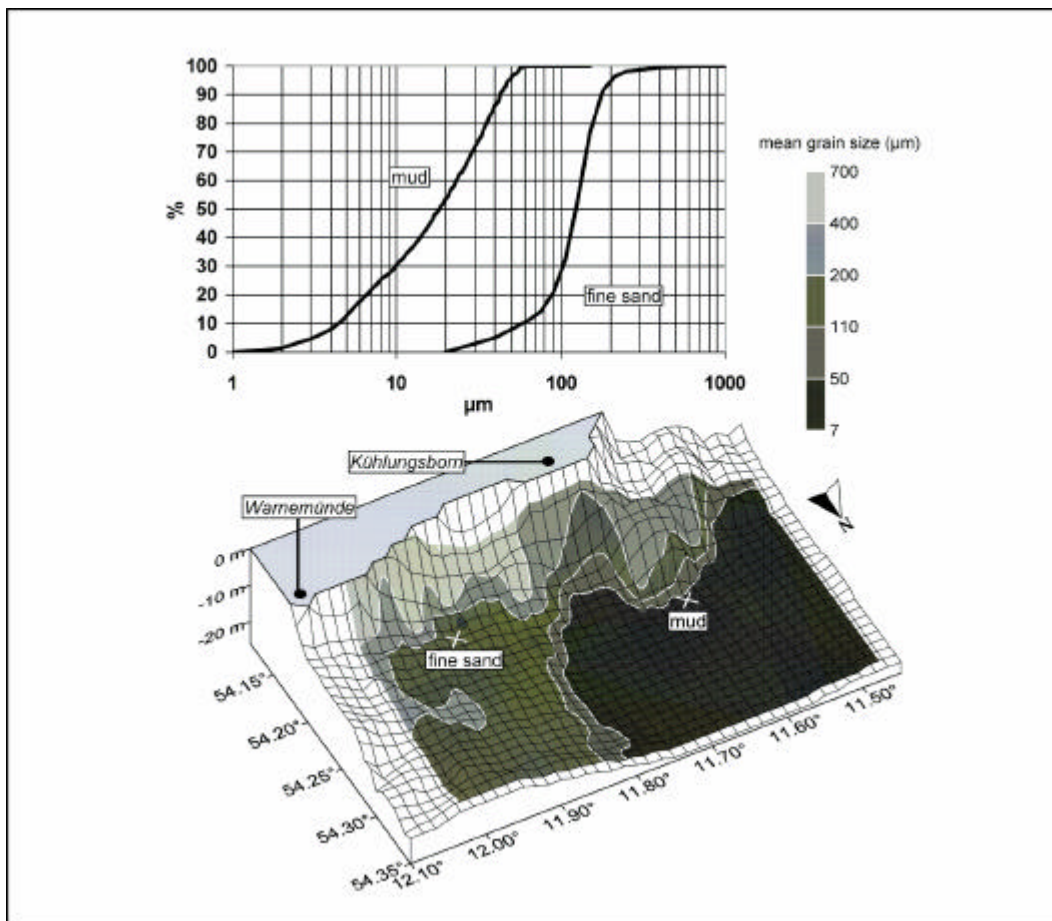 100
90
80
70
60
50
40
30
20
10
0
%
mud
fine sand
1 10 100 1000
µm
mean grain size (µm)
700
400
200
110
50
7
Kühlungsborn
Warnemünde
N
0 m
-10 m
-20 m
mud
fine sand
54.15°
54.20°
54.25°
54.30°
54.35°
12.10°
12.00°
11.90°
11.80°
11.70°
11.60°
11.50°